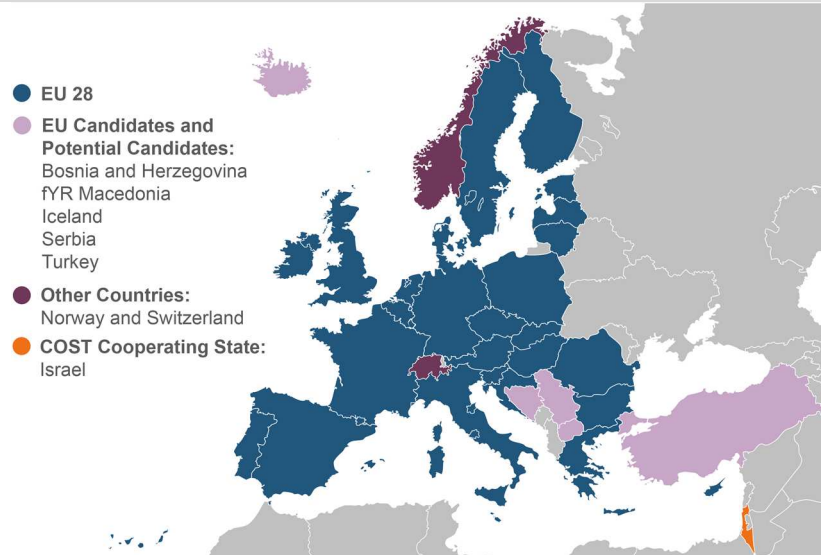 EU 28
EU Candidates and
Potential Candidates:
Bosnia and Herzegovina
fYR Macedonia
Iceland
Serbia
Turkey
Other Countries:
Norway and Switzerland
COST Cooperating State:
Israel